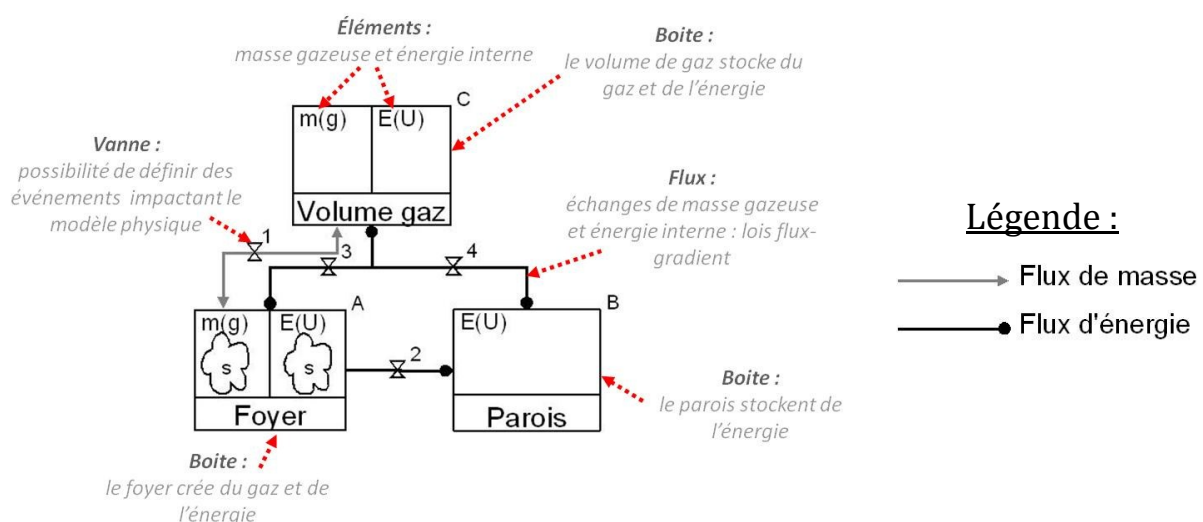 Éléments :
masse gazeuse et énergie interne
Boite :
le volume de gaz stocke du
gaz et de l'énergie
C
m(g)
E(U)
Volume gaz
Vanne :
possibilité de définir des
événements impactant le
modèle physique
Flux :
échanges de masse gazeuse
et énergie interne : lois flux-
gradient
1
3
4
A
m(g)
E(U)
s
s
Foyer
2
B
E(U)
Parois
Boite :
le parois stockent de
l'énergie
Boite :
le foyer crée du gaz et de
l'énergie
Légende :
Flux de masse
Flux d'énergie